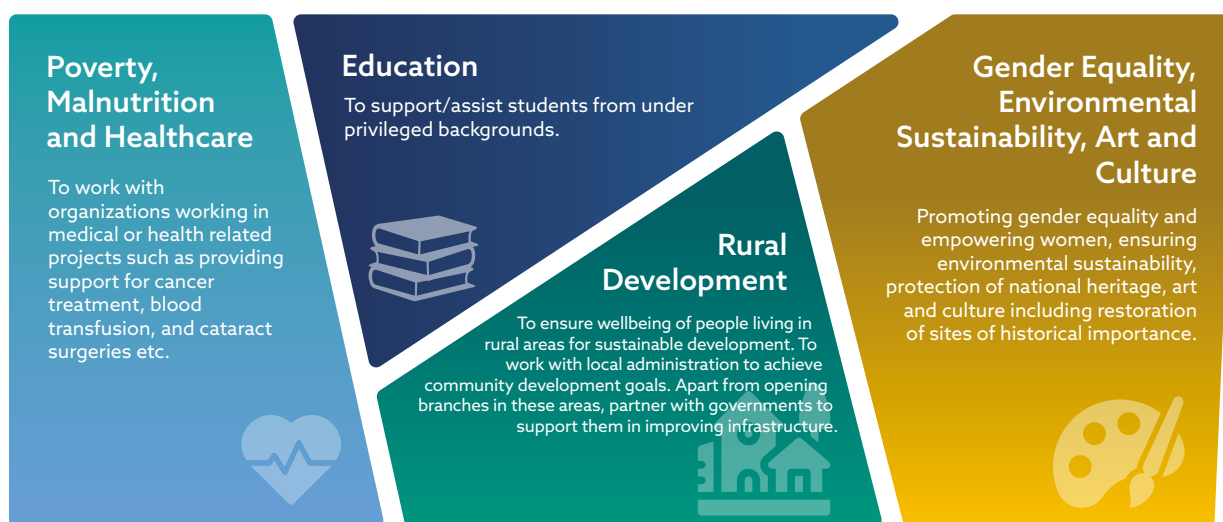 Poverty,
Malnutrition
and Healthcare
To work with
organizations working in
medical or health related
projects such as providing
support for cancer
treatment, blood
transfusion, and cataract
surgeries etc.
Education
To support/assist students from under
privileged backgrounds.
Rural
Development
To ensure wellbeing of people living in
rural areas for sustainable development. To
work with local administration to achieve
community development goals. Apart from opening
branches in these areas, partner with governments to
support them in improving infrastructure.
Gender Equality,
Environmental
Sustainability, Art and
Culture
Promoting gender equality and
empowering women, ensuring
environmental sustainability,
protection of national heritage, art
and culture including restoration
of sites of historical importance.